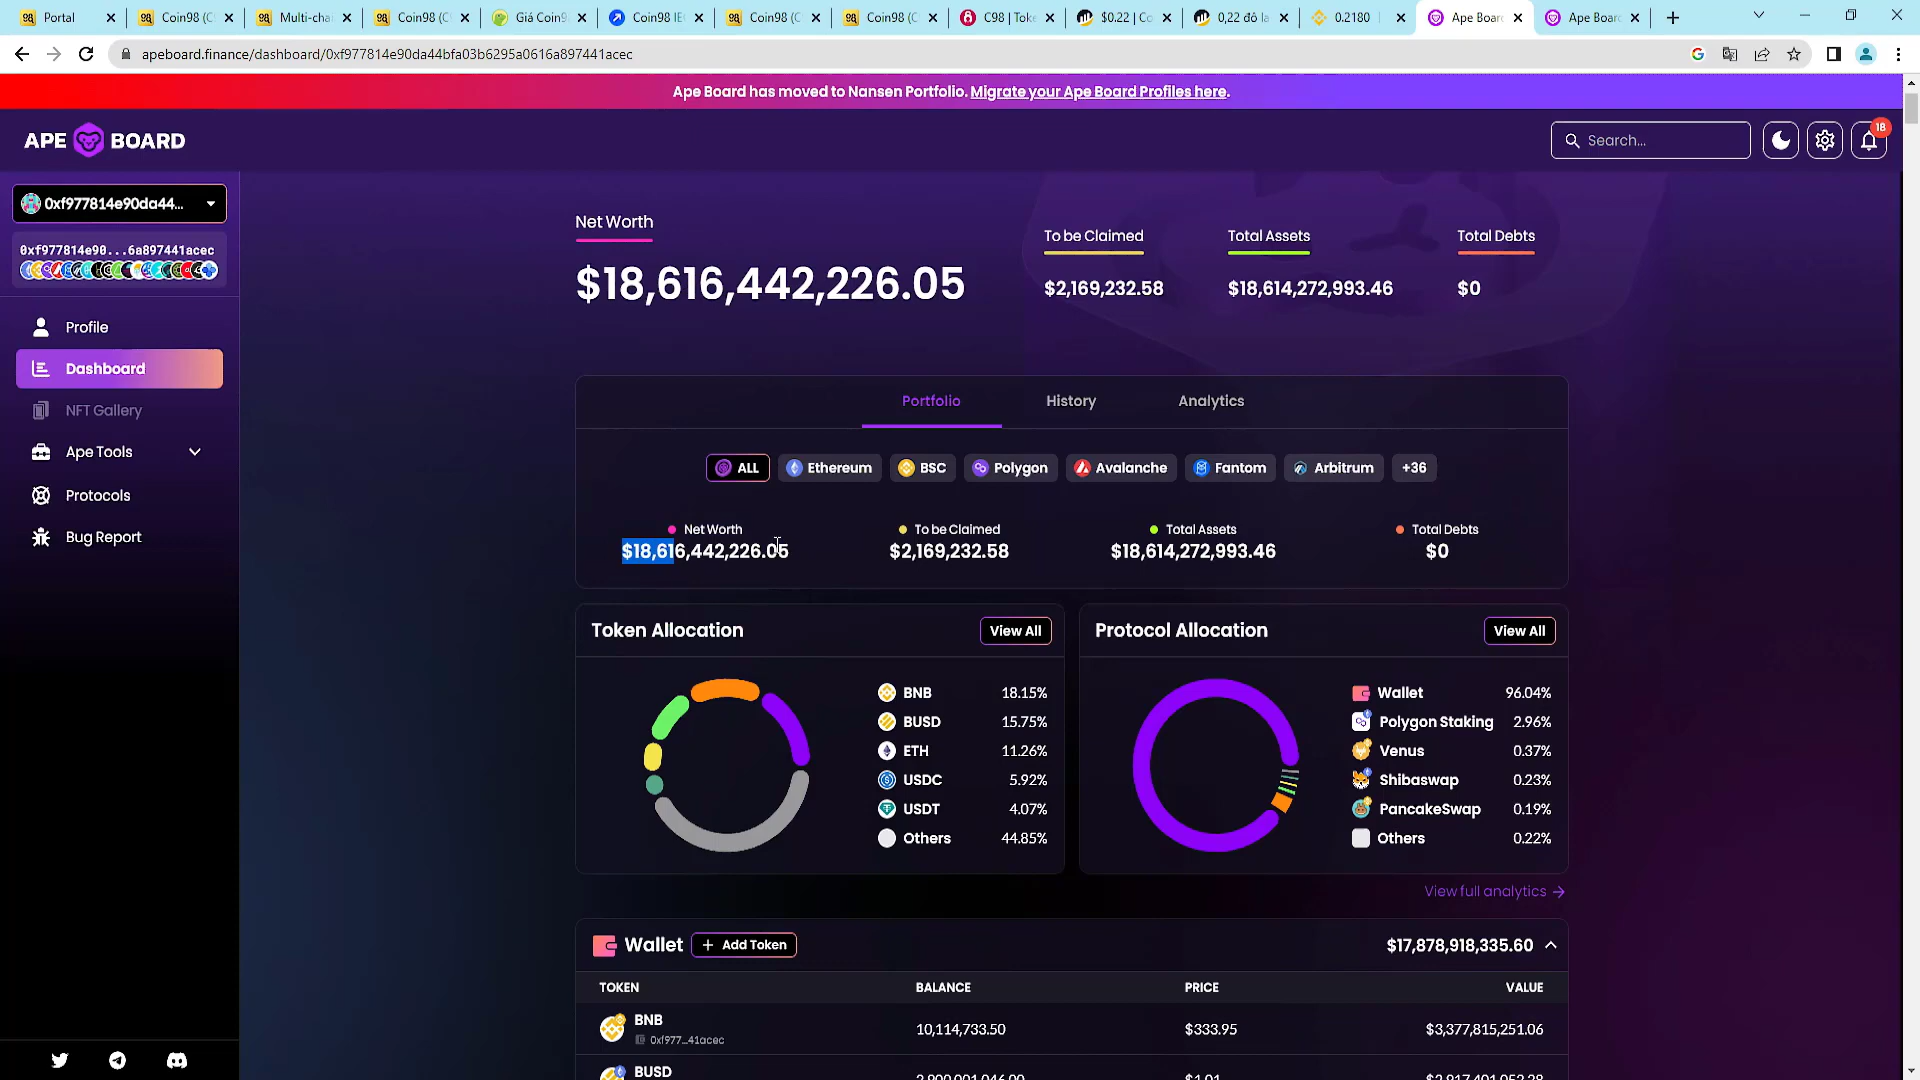 Portal
Coin98 (C
Multi-chai
Coin98 (C
Giá Coin9
Coin98 IE
Coin98 (C
Coin98 (C
C98 | Toke
$0.22 | Co
0,22 đô la
0.2180
Ape Boar
Ape Boar
apeboard.finance/dashboard/0xf977814e90da44bfa03b6295a0616a897441acec
Ape Board has moved to Nansen Portfolio. Migrate your Ape Board Profiles here.
APE BOARD
Search...
18
0xf977814e90da44...
0xf977814e90...6a897441acec
Profile
Dashboard
NFT Gallery
Ape Tools
Protocols
Bug Report
Net Worth
$18,616,442,226.05
To be Claimed
$2,169,232.58
Total Assets
$18,614,272,993.46
Total Debts
$0
Portfolio
History
Analytics
ALL
Ethereum
BSC
Polygon
Avalanche
Fantom
Arbitrum
+36
Net Worth
$18,616,442,226.05
To be Claimed
$2,169,232.58
Total Assets
$18,614,272,993.46
Total Debts
$0
Token Allocation
View All
BNB 18.15%
BUSD 15.75%
ETH 11.26%
USDC 5.92%
USDT 4.07%
Others 44.85%
Protocol Allocation
View All
Wallet 96.04%
Polygon Staking 2.96%
Venus 0.37%
Shibaswap 0.23%
PancakeSwap 0.19%
Others 0.22%
View full analytics
Wallet
+ Add Token
$17,878,918,335.60
TOKEN BALANCE PRICE VALUE
BNB
0xf977..41acec
10,114,733.50 $333.95 $3,377,815,251.06
BUSD